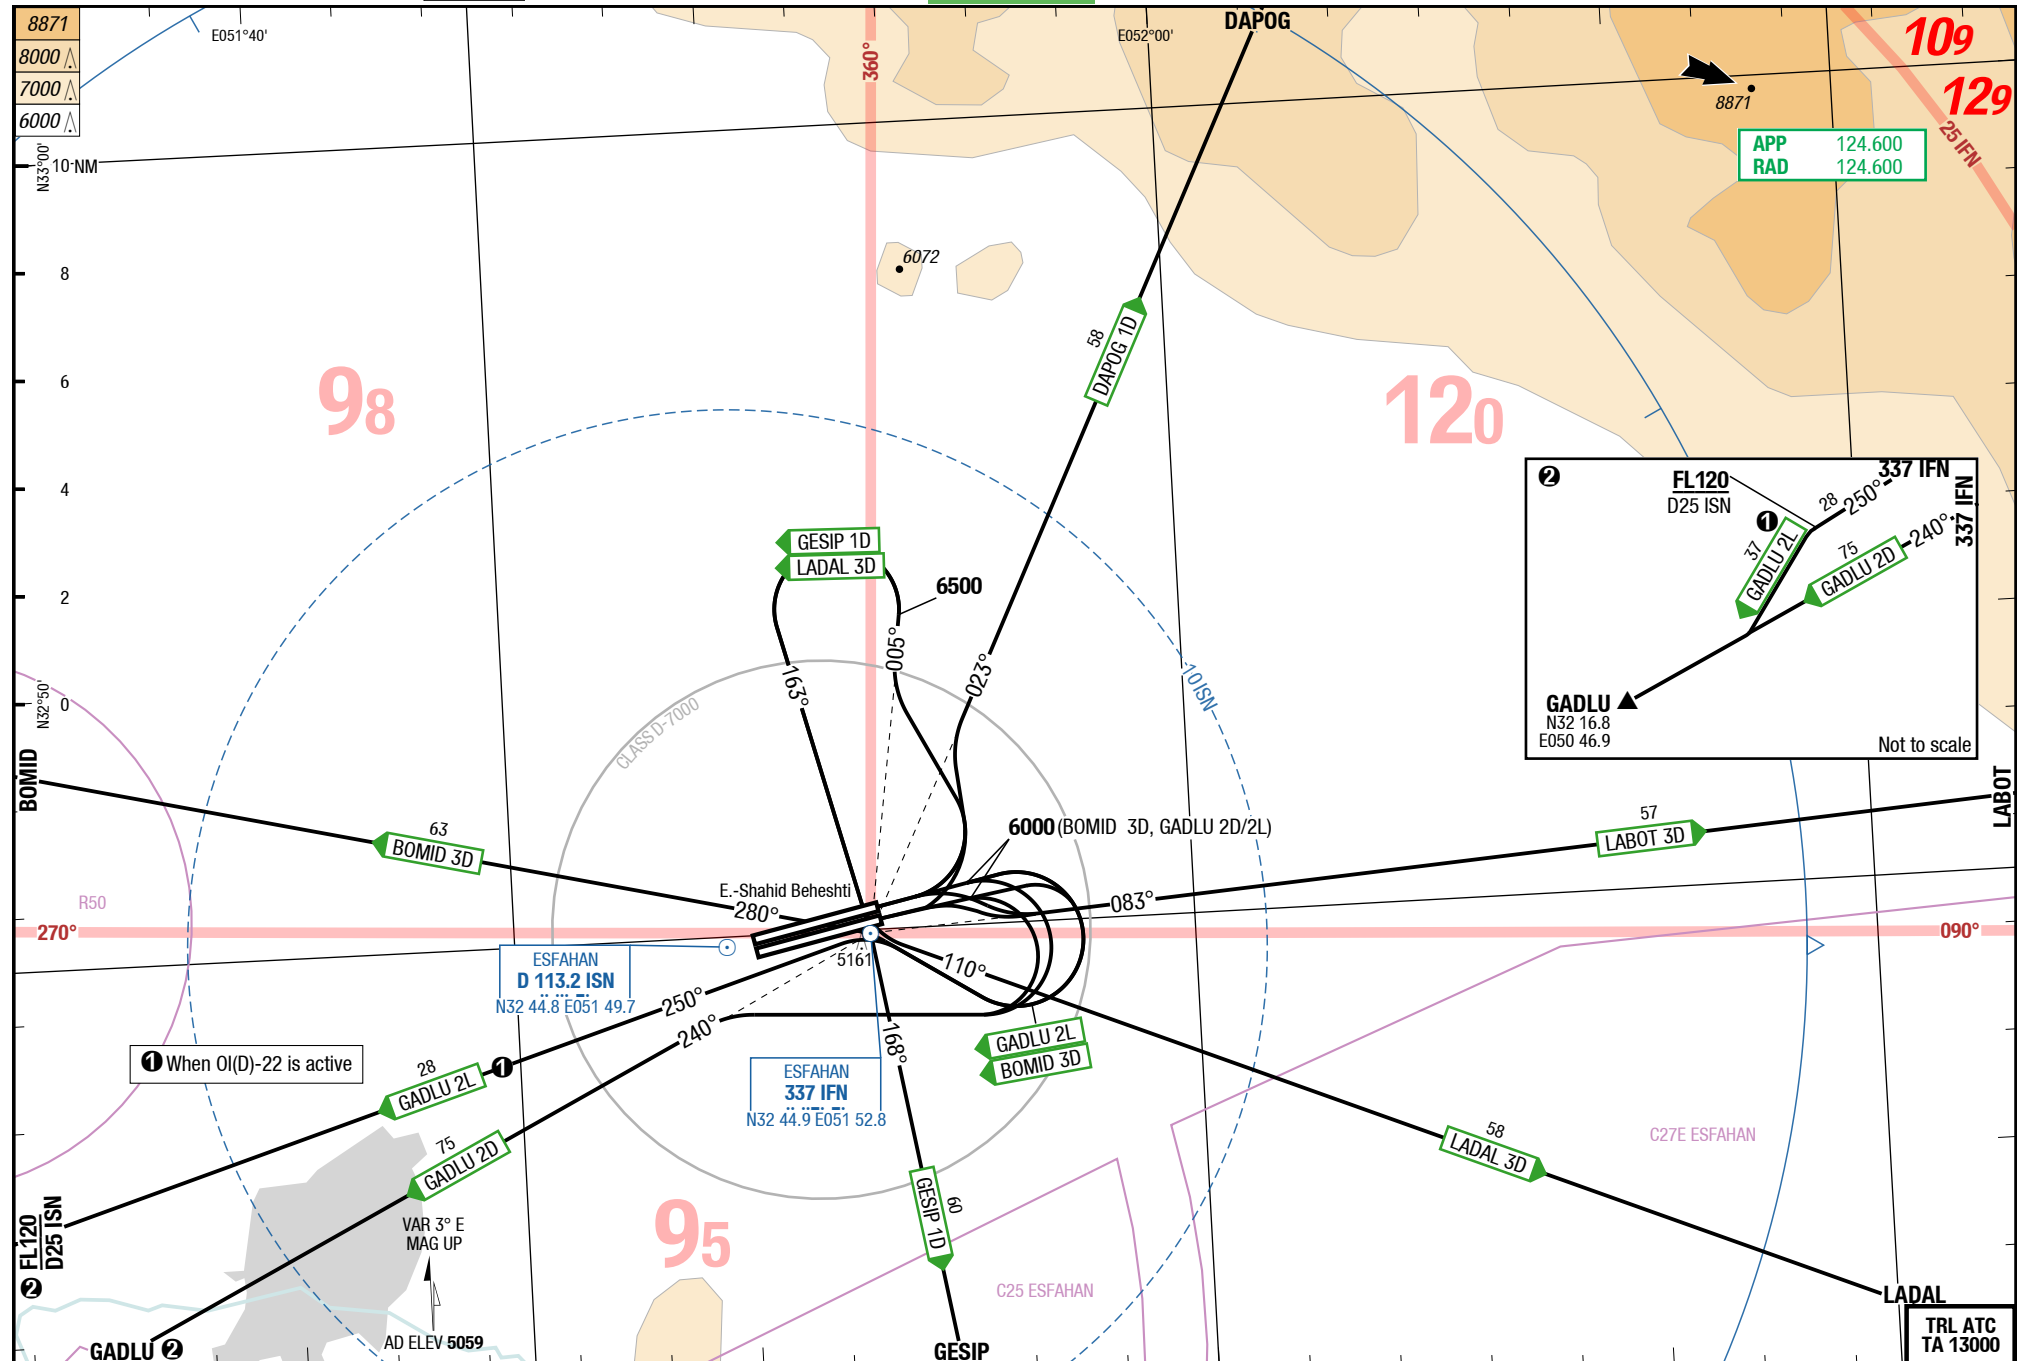 8871
8000
7000
6000
E051°40'
360°
E052°00'
DAPOG
109
129
8871
25 IFN
APP 124.600
RAD 124.600
N33°00'
10 NM
8
6
4
2
0
N32°50'
6072
98
120
58
DAPOG 1D
GESIP 1D
LADAL 3D
6500
005°
023°
163°
CLASS D-7000
10 ISN
2
FL120
D25 ISN
337 IFN
28
250°
1
37
GADLU 2L
75
GADLU 2D
240°
337 IFN
GADLU
N32 16.8
E050 46.9
Not to scale
BOMID
63
BOMID 3D
6000 (BOMID 3D, GADLU 2D/2L)
57
LABOT 3D
LABOT
E.-Shahid Beheshti
280°
083°
R50
270°
090°
5161
110°
ESFAHAN
D 113.2 ISN
N32 44.8 E051 49.7
250°
240°
168°
1 When OI(D)-22 is active
28
GADLU 2L
1
75
GADLU 2D
ESFAHAN
337 IFN
N32 44.9 E051 52.8
GADLU 2L
BOMID 3D
60
GESIP 1D
58
LADAL 3D
C27E ESFAHAN
C25 ESFAHAN
95
VAR 3° E
MAG UP
FL120
D25 ISN
2
AD ELEV 5059
GADLU 2
GESIP
LADAL
TRL ATC
TA 13000